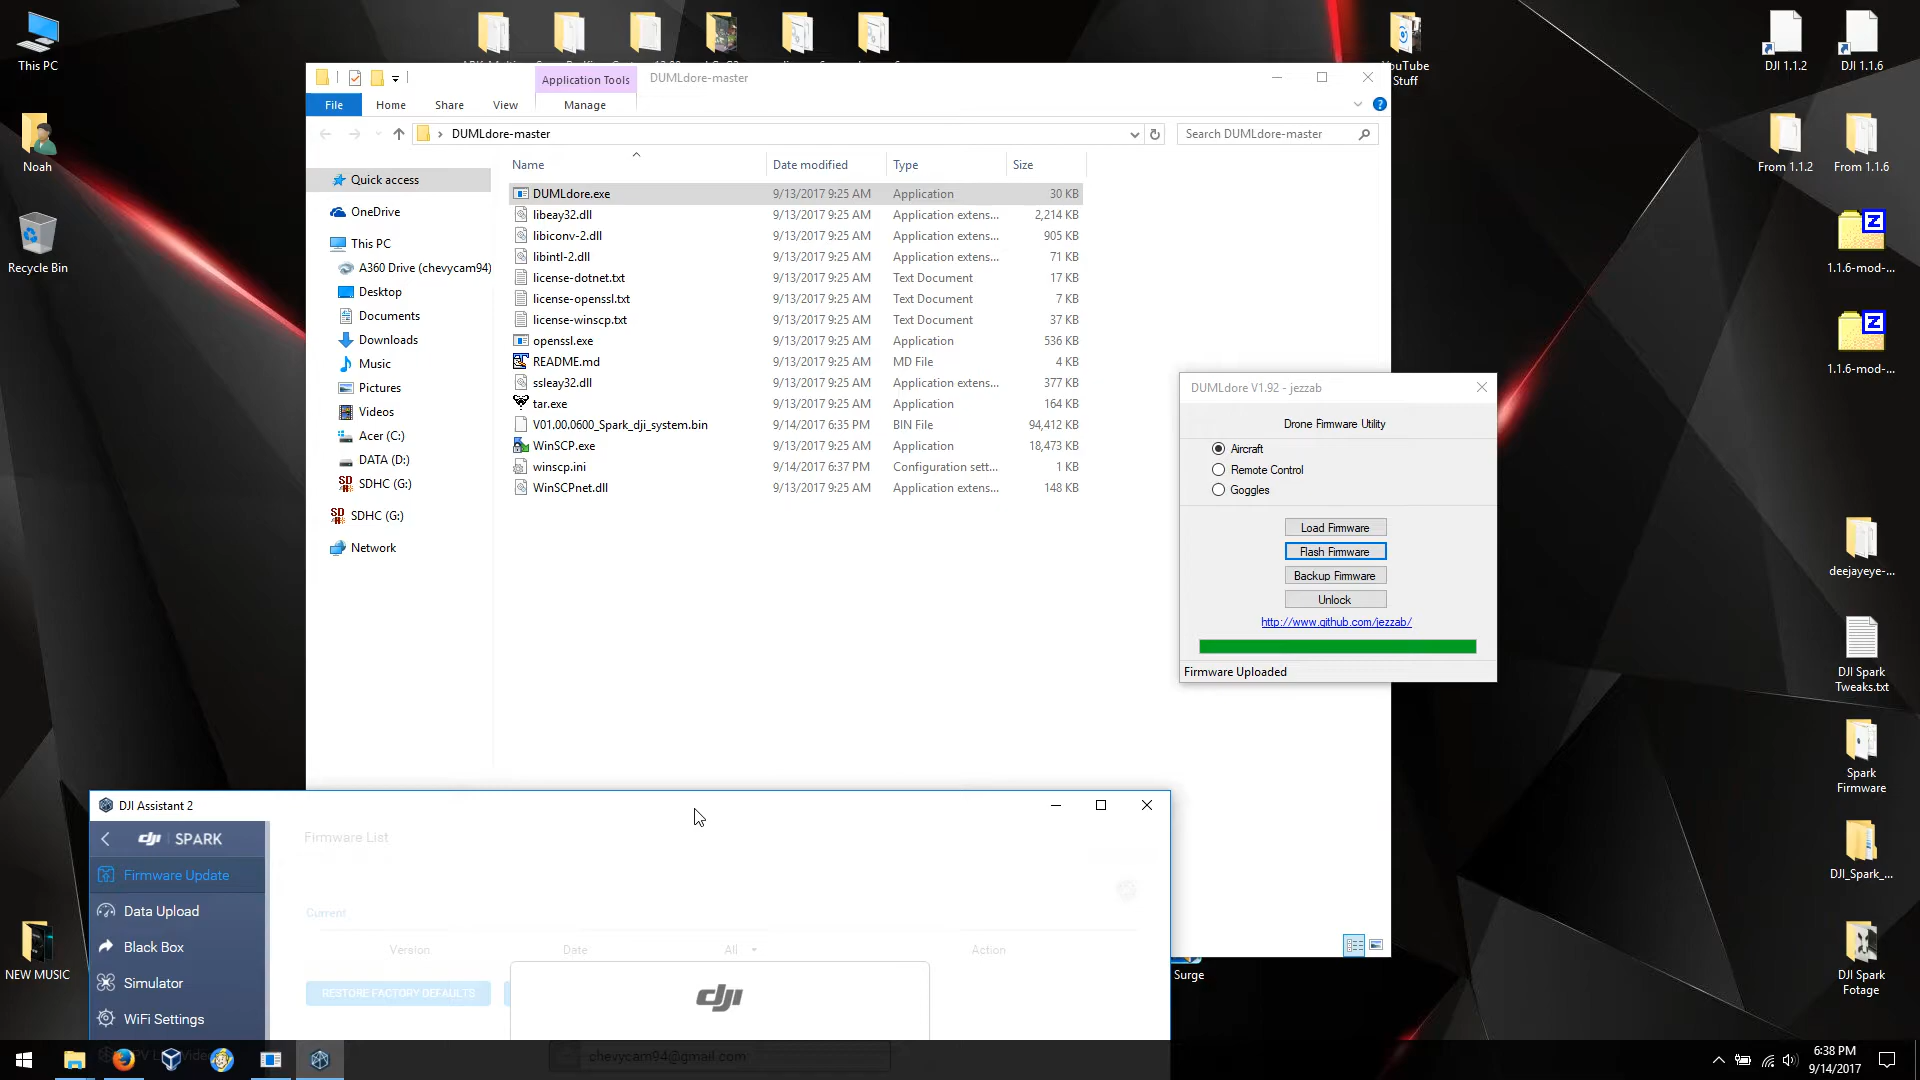 This PC
Noah
Recycle Bin
NEW MUSIC
YouTube
Stuff
DJI 1.1.2
DJI 1.1.6
From 1.1.2
From 1.1.6
1.1.6-mod-...
1.1.6-mod-...
deejayeye-...
DJI Spark
Tweaks.txt
Spark
Firmware
DJI_Spark_...
DJI Spark
Fotage
Surge
Application Tools
DUMLdore-master
File
Home
Share
View
Manage
DUMLdore-master
Search DUMLdore-master
Quick access
OneDrive
This PC
A360 Drive (chevycam94)
Desktop
Documents
Downloads
Music
Pictures
Videos
Acer (C:)
DATA (D:)
SDHC (G:)
SDHC (G:)
Network
Name Date modified Type Size
DUMLdore.exe 9/13/2017 9:25 AM Application 30 KB
libeay32.dll 9/13/2017 9:25 AM Application extens... 2,214 KB
libiconv-2.dll 9/13/2017 9:25 AM Application extens... 905 KB
libintl-2.dll 9/13/2017 9:25 AM Application extens... 71 KB
license-dotnet.txt 9/13/2017 9:25 AM Text Document 17 KB
license-openssl.txt 9/13/2017 9:25 AM Text Document 7 KB
license-winscp.txt 9/13/2017 9:25 AM Text Document 37 KB
openssl.exe 9/13/2017 9:25 AM Application 536 KB
README.md 9/13/2017 9:25 AM MD File 4 KB
ssleay32.dll 9/13/2017 9:25 AM Application extens... 377 KB
tar.exe 9/13/2017 9:25 AM Application 164 KB
V01.00.0600_Spark_dji_system.bin 9/14/2017 6:35 PM BIN File 94,412 KB
WinSCP.exe 9/13/2017 9:25 AM Application 18,473 KB
winscp.ini 9/14/2017 6:37 PM Configuration sett... 1 KB
WinSCPnet.dll 9/13/2017 9:25 AM Application extens... 148 KB
DUMLdore V1.92 - jezzab
Drone Firmware Utility
Aircraft
Remote Control
Goggles
Load Firmware
Flash Firmware
Backup Firmware
Unlock
http://www.github.com/jezzab/
Firmware Uploaded
DJI Assistant 2
dji SPARK
Firmware Update
Data Upload
Black Box
Simulator
WiFi Settings
Firmware List
Current
Version Date All Action
RESTORE FACTORY DEFAULTS
dji
chevycam94@gmail.com
6:38 PM
9/14/2017